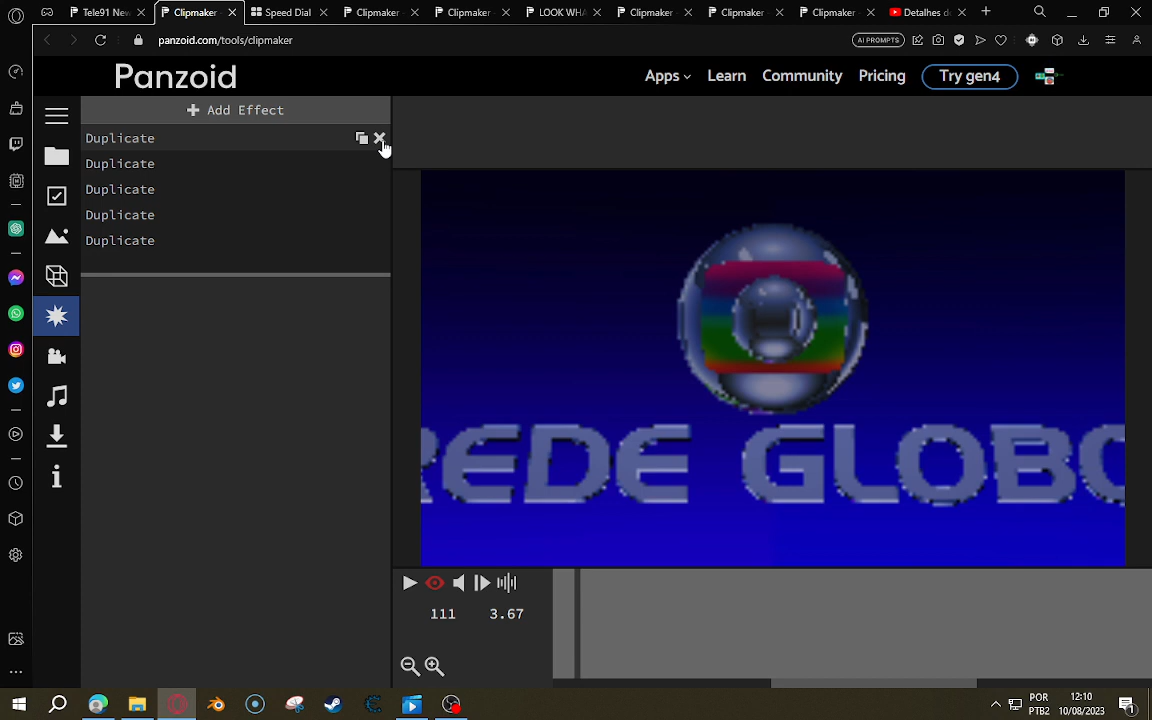 Tele91 Nev
Clipmaker -
Speed Dial
Clipmaker -
Clipmaker -
LOOK WHA
Clipmaker -
Clipmaker -
Clipmaker -
Detalhes d
panzoid.com/tools/clipmaker
AI PROMPTS
Panzoid
Apps
Learn
Community
Pricing
Try gen4
Add Effect
Duplicate
Duplicate
Duplicate
Duplicate
Duplicate
REDE GLOBO
111
3.67
POR
PTB2
12:10
10/08/2023
1